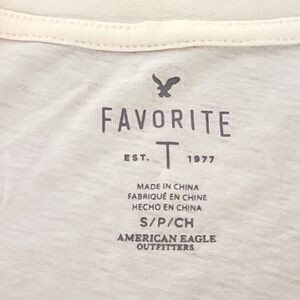 FAVORITE
EST. T 1977
MADE IN CHINA
FABRIQUÉ EN CHINE
HECHO EN CHINA
S/P/CH
AMERICAN EAGLE
OUTFITTERS